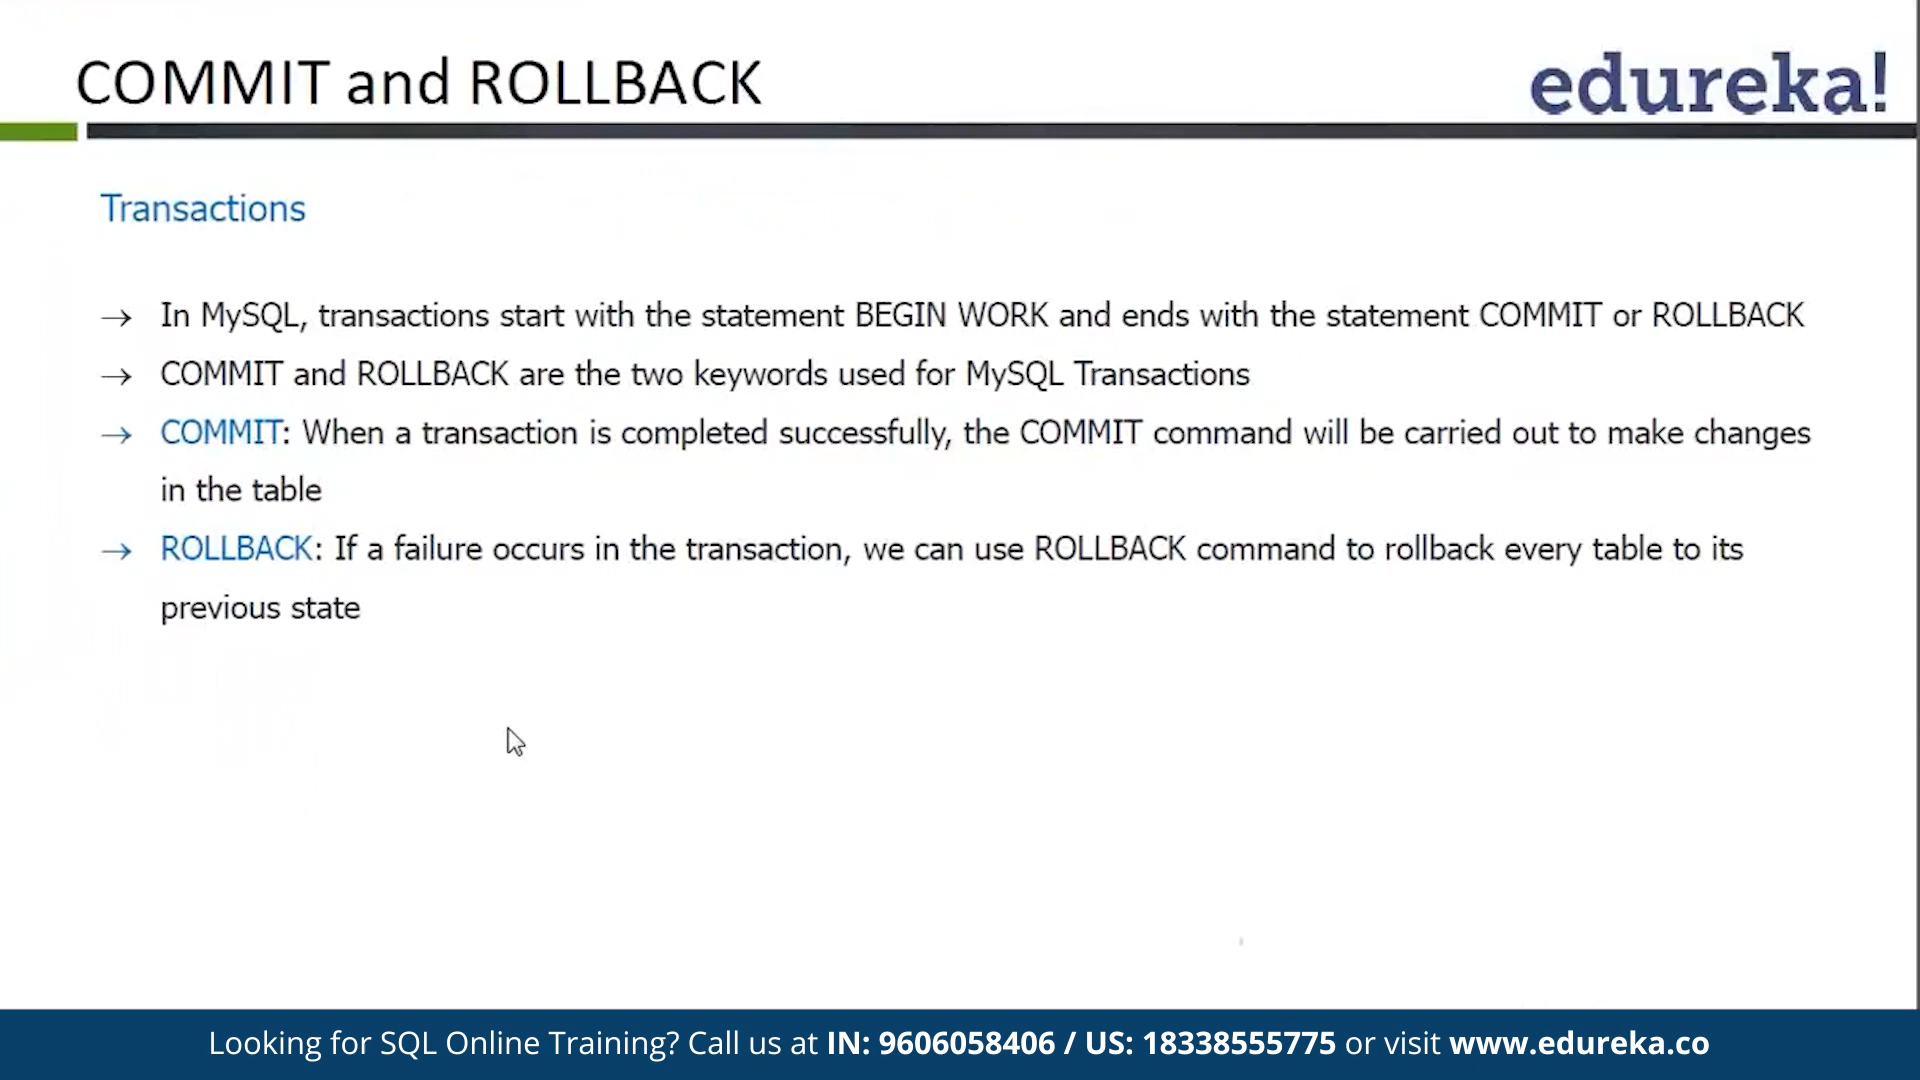 COMMIT and ROLLBACK
edureka!
Transactions
→ In MySQL, transactions start with the statement BEGIN WORK and ends with the statement COMMIT or ROLLBACK
→ COMMIT and ROLLBACK are the two keywords used for MySQL Transactions
→ COMMIT: When a transaction is completed successfully, the COMMIT command will be carried out to make changes
in the table
→ ROLLBACK: If a failure occurs in the transaction, we can use ROLLBACK command to rollback every table to its
previous state
Looking for SQL Online Training? Call us at IN: 9606058406 / US: 18338555775 or visit www.edureka.co